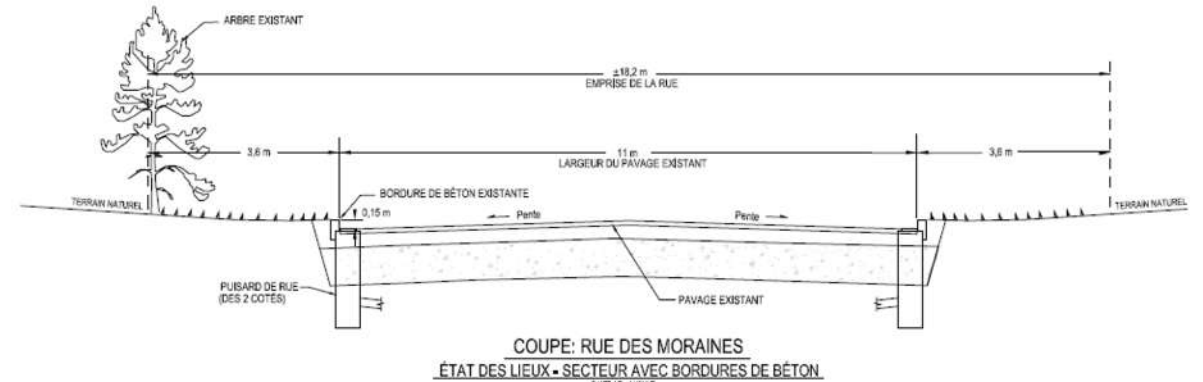 ARBRE EXISTANT
±18,2 m
EMPRISE DE LA RUE
3,6 m
11 m
3,6 m
LARGEUR DU PAVAGE EXISTANT
BORDURE DE BÉTON EXISTANTE
TERRAIN NATUREL
0,15 m
Pente
Pente
TERRAIN NATUREL
PUISARD DE RUE
(DES 2 COTÉS)
PAVAGE EXISTANT
COUPE: RUE DES MORAINES
ÉTAT DES LIEUX - SECTEUR AVEC BORDURES DE BÉTON